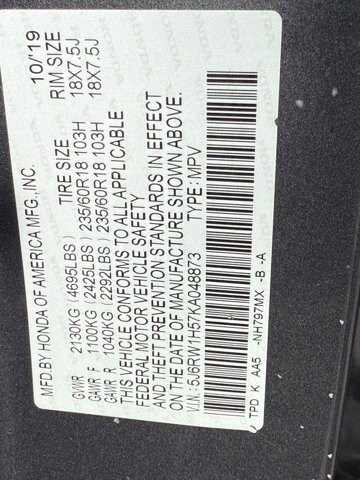 MFD.BY HONDA OF AMERICA MFG.,INC. 10/19
TIRE SIZE RIM SIZE
GVWR 2130KG (4695LBS)
GAWR F 1100KG (2425LBS) 235/60R18 103H 18X7.5J
GAWR R 1040KG (2292LBS) 235/60R18 103H 18X7.5J
THIS VEHICLE CONFORMS TO ALL APPLICABLE
FEDERAL MOTOR VEHICLE SAFETY
AND THEFT PREVENTION STANDARDS IN EFFECT
ON THE DATE OF MANUFACTURE SHOWN ABOVE.
V.I.N.: 5J6RW1H57KA048873 TYPE: MPV
TPD K AA5 -NH797MX -B -A